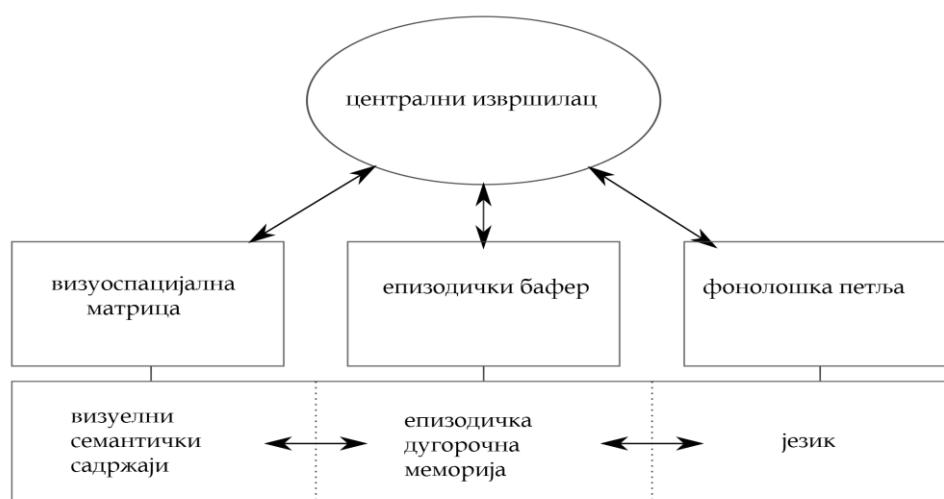 централни извршилац
визуоспацијална
матрица
епизодички бафер
фонолошка петља
визуелни
семантички
садржаји
епизодичка
дугорочна
меморија
језик